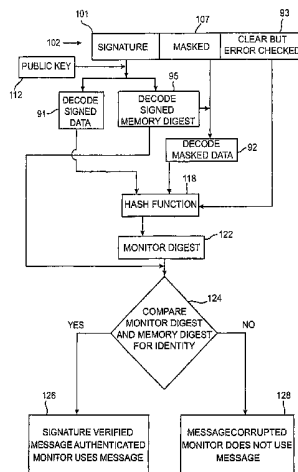 101
107
93
102
SIGNATURE
MASKED
CLEAR BUT
ERROR CHECKED
PUBLIC KEY
112
95
91
DECODE
SIGNED
DATA
DECODE
SIGNED
MEMORY DIGEST
DECODE
MASKED DATA
92
118
HASH FUNCTION
122
MONITOR DIGEST
124
COMPARE
MONITOR DIGEST
AND MEMORY DIGEST
FOR IDENTITY
YES
NO
126
128
SIGNATURE VERIFIED
MESSAGE AUTHENTICATED
MONITOR USES MESSAGE
MESSAGE CORRUPTED
MONITOR DOES NOT USE
MESSAGE